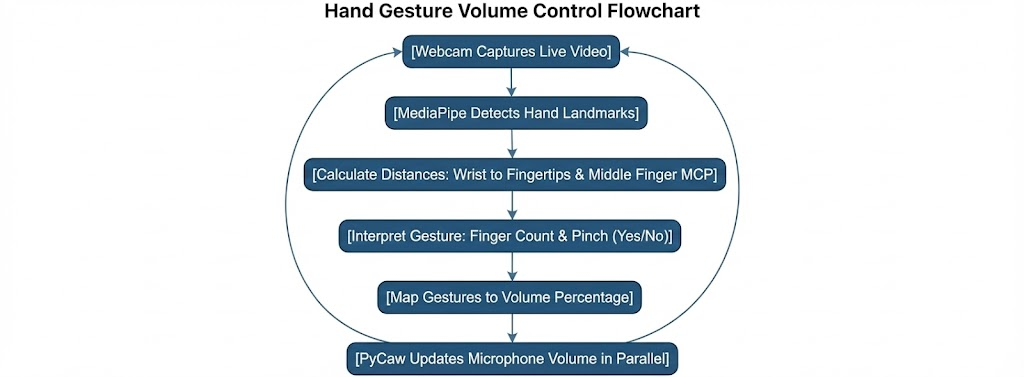 Hand Gesture Volume Control Flowchart
[Webcam Captures Live Video]
[MediaPipe Detects Hand Landmarks]
[Calculate Distances: Wrist to Fingertips & Middle Finger MCP]
[Interpret Gesture: Finger Count & Pinch (Yes/No)]
[Map Gestures to Volume Percentage]
[PyCaw Updates Microphone Volume in Parallel]